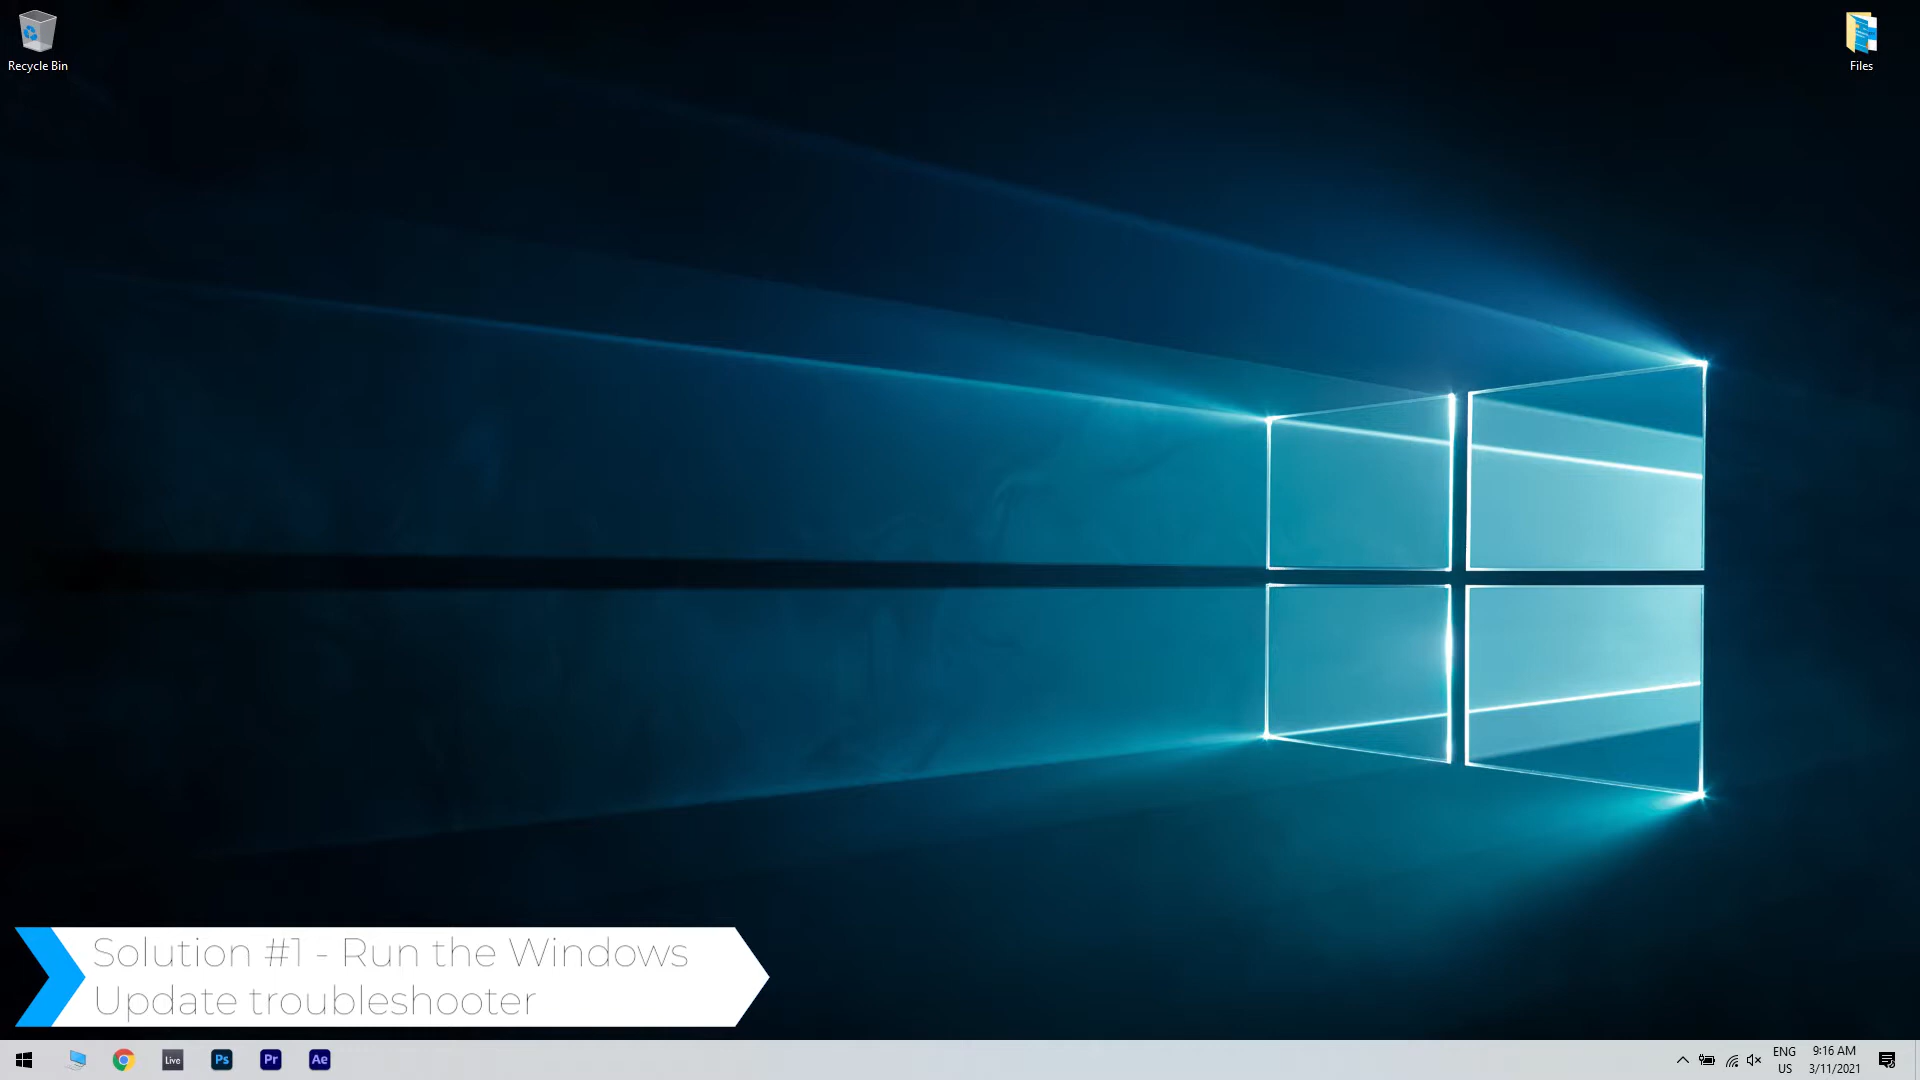 Recycle Bin
Files
Solution #1 - Run the Windows
Update troubleshooter
Live
Ps
Pr
Ae
ENG
US
9:16 AM
3/11/2021